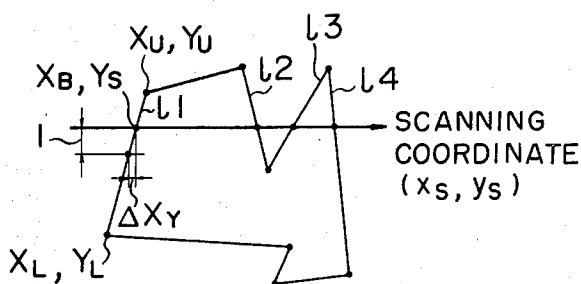 XU, YU
l3
XB, YS
l1
l2
l4
1
SCANNING
COORDINATE
(xS, yS)
ΔXY
XL, YL